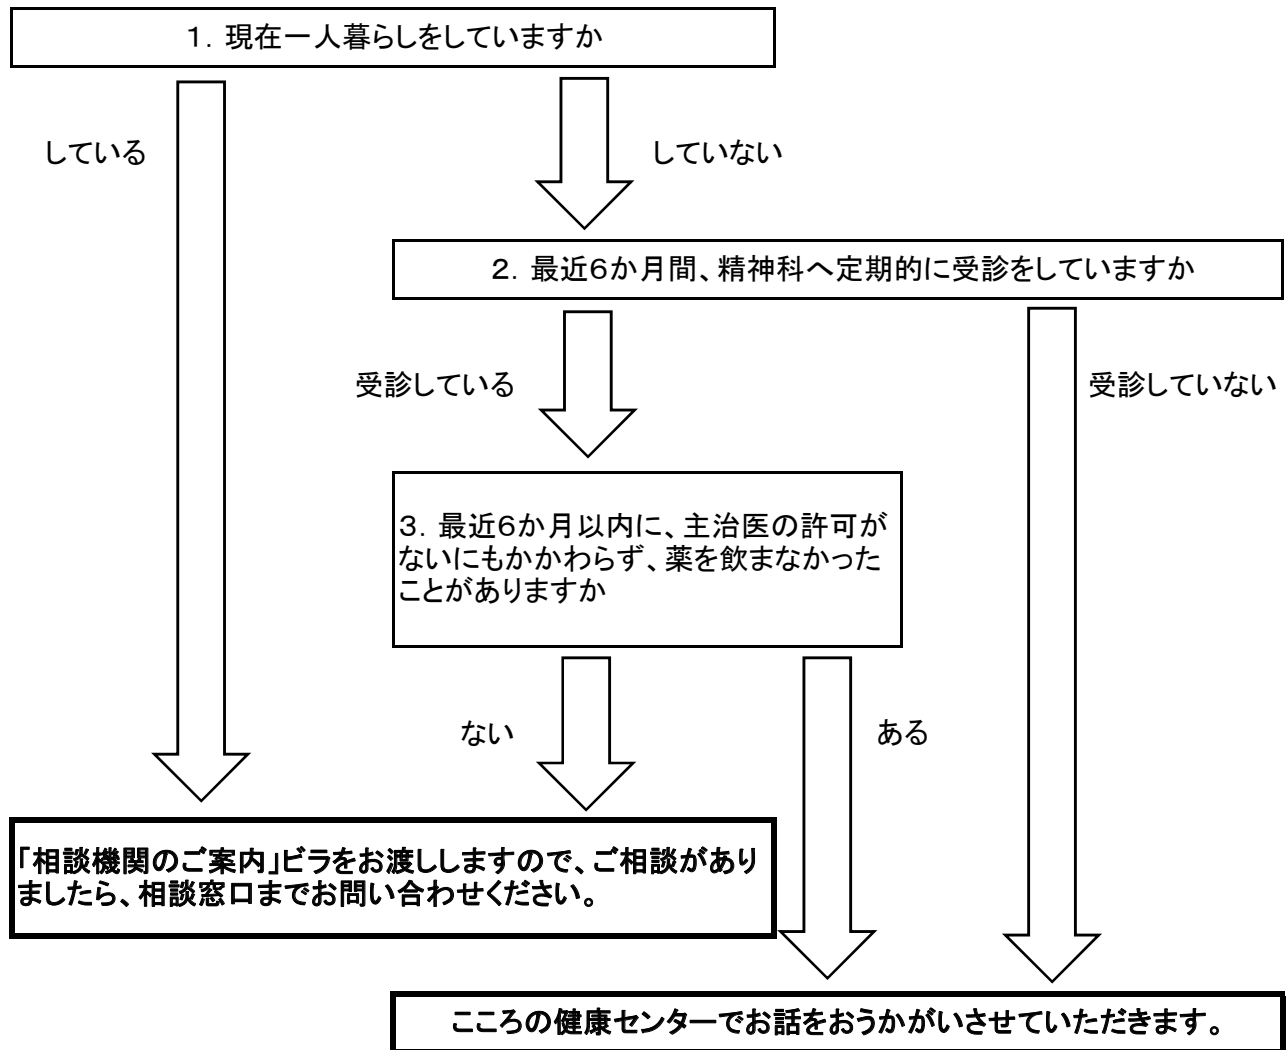 1．現在一人暮らしをしていますか
している
していない
2．最近６か月間、精神科へ定期的に受診をしていますか
受診している
受診していない
3．最近６か月以内に、主治医の許可が
ないにもかかわらず、薬を飲まなかった
ことがありますか
ない
ある
「相談機関のご案内」ビラをお渡ししますので、ご相談があり
ましたら、相談窓口までお問い合わせください。
こころの健康センターでお話をおうかがいさせていただきます。